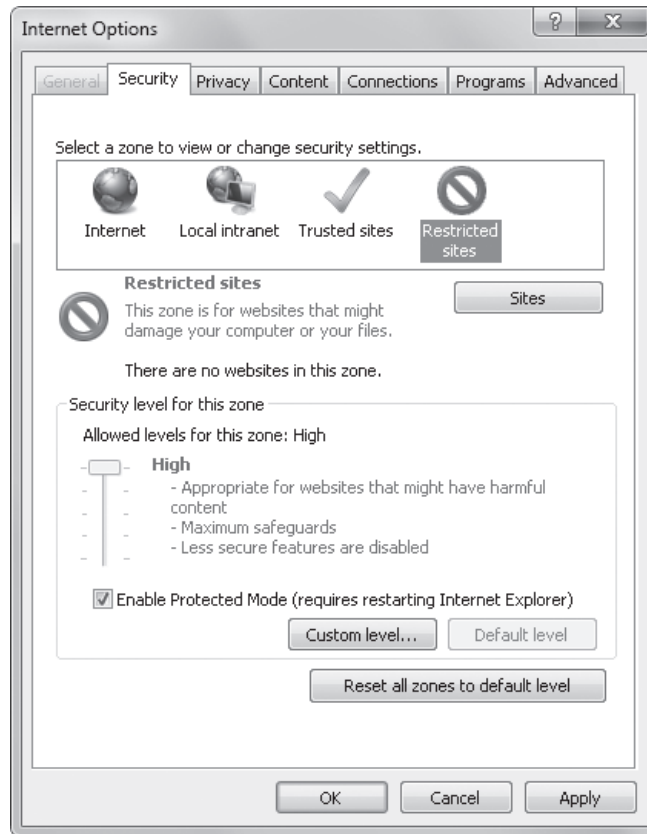 Internet Options
General Security Privacy Content Connections Programs Advanced
Select a zone to view or change security settings.
Internet Local intranet Trusted sites Restricted
sites
Restricted sites
Sites
This zone is for websites that might
damage your computer or your files.
There are no websites in this zone.
Security level for this zone
Allowed levels for this zone: High
High
- Appropriate for websites that might have harmful
content
- Maximum safeguards
- Less secure features are disabled
Enable Protected Mode (requires restarting Internet Explorer)
Custom level... Default level
Reset all zones to default level
OK Cancel Apply